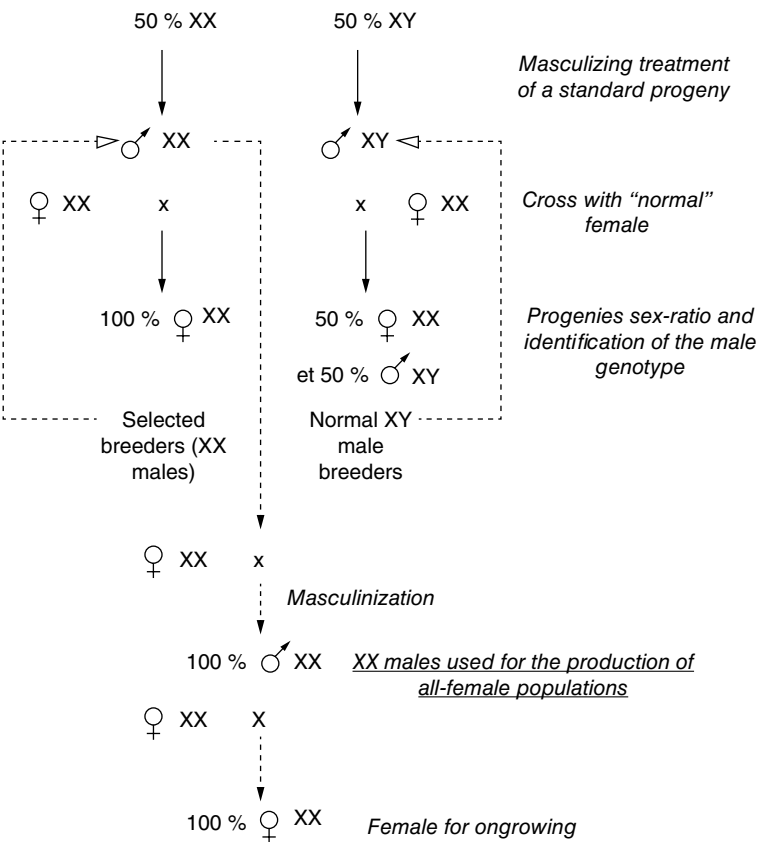 50 % XX 50 % XY
Masculizing treatment
of a standard progeny
♂ XX ♂ XY
♀ XX x x ♀ XX
Cross with “normal”
female
100 % ♀ XX 50 % ♀ XX
et 50 % ♂ XY
Progenies sex-ratio and
identification of the male
genotype
Selected
breeders (XX
males)
Normal XY
male
breeders
♀ XX x
Masculinization
100 % ♂ XX
XX males used for the production of
all-female populations
♀ XX X
100 % ♀ XX
Female for ongrowing